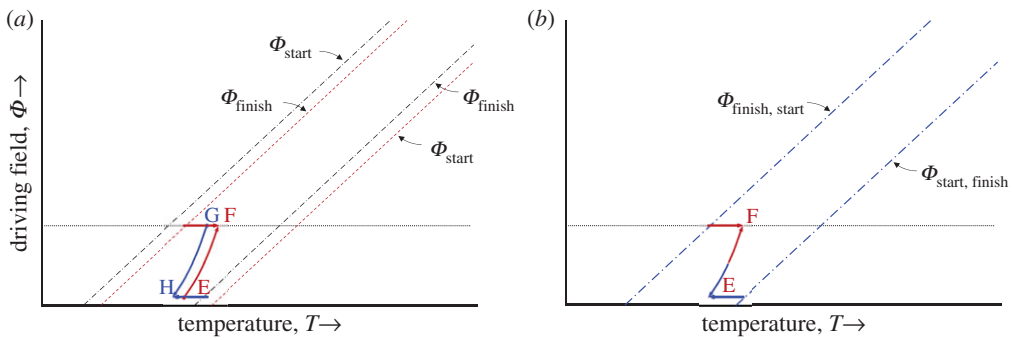 (a)
Φstart
Φfinish
Φfinish
Φstart
G F
H E
driving field, Φ→
temperature, T→
(b)
Φfinish, start
Φstart, finish
F
E
temperature, T→